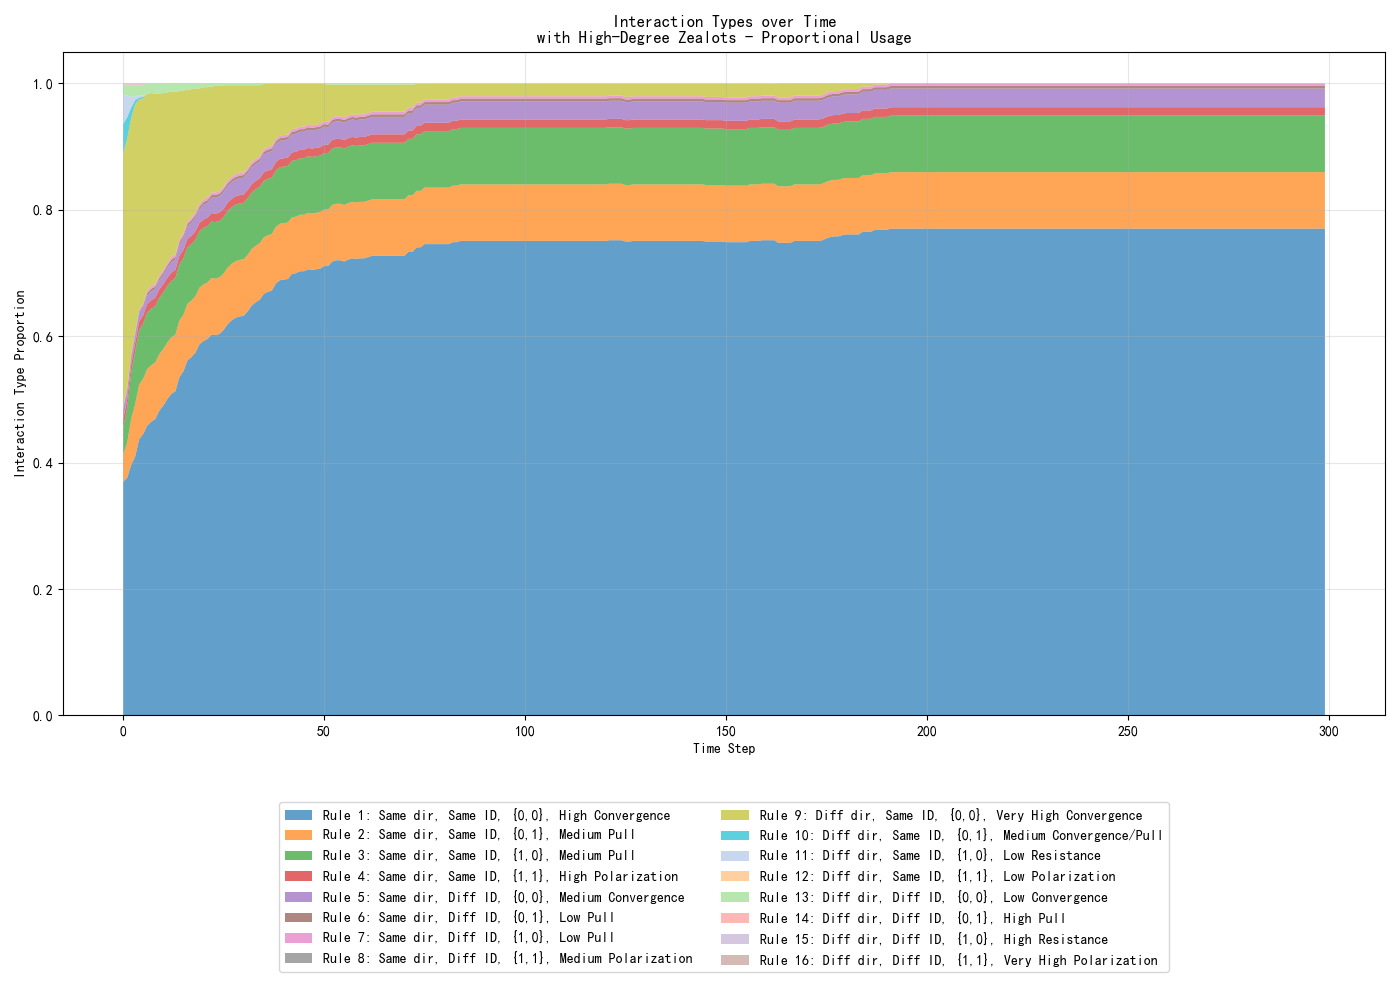 Interaction Types over Time
with High-Degree Zealots - Proportional Usage
1.0
0.8
0.6
0.4
0.2
0.0
Interaction Type Proportion
0
50
100
150
200
250
300
Time Step
Rule 1: Same dir, Same ID, {0,0}, High Convergence
Rule 2: Same dir, Same ID, {0,1}, Medium Pull
Rule 3: Same dir, Same ID, {1,0}, Medium Pull
Rule 4: Same dir, Same ID, {1,1}, High Polarization
Rule 5: Same dir, Diff ID, {0,0}, Medium Convergence
Rule 6: Same dir, Diff ID, {0,1}, Low Pull
Rule 7: Same dir, Diff ID, {1,0}, Low Pull
Rule 8: Same dir, Diff ID, {1,1}, Medium Polarization
Rule 9: Diff dir, Same ID, {0,0}, Very High Convergence
Rule 10: Diff dir, Same ID, {0,1}, Medium Convergence/Pull
Rule 11: Diff dir, Same ID, {1,0}, Low Resistance
Rule 12: Diff dir, Same ID, {1,1}, Low Polarization
Rule 13: Diff dir, Diff ID, {0,0}, Low Convergence
Rule 14: Diff dir, Diff ID, {0,1}, High Pull
Rule 15: Diff dir, Diff ID, {1,0}, High Resistance
Rule 16: Diff dir, Diff ID, {1,1}, Very High Polarization